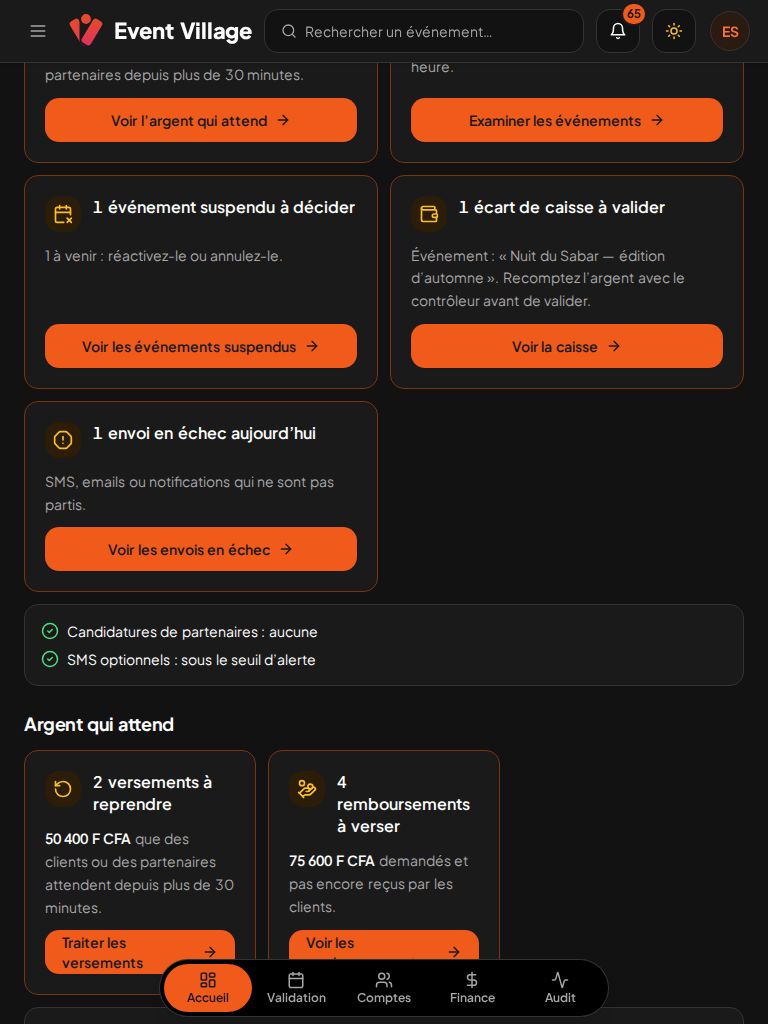 Event Village
Rechercher un événement…
65
ES
partenaires depuis plus de 30 minutes.
heure.
Voir l’argent qui attend
Examiner les événements
1 événement suspendu à décider
1 à venir : réactivez-le ou annulez-le.
Voir les événements suspendus
1 écart de caisse à valider
Événement : « Nuit du Sabar — édition
d’automne ». Recomptez l’argent avec le
contrôleur avant de valider.
Voir la caisse
1 envoi en échec aujourd’hui
SMS, emails ou notifications qui ne sont pas
partis.
Voir les envois en échec
Candidatures de partenaires : aucune
SMS optionnels : sous le seuil d’alerte
Argent qui attend
2 versements à
reprendre
50 400 F CFA que des
clients ou des partenaires
attendent depuis plus de 30
minutes.
Traiter les
versements
4
remboursements
à verser
75 600 F CFA demandés et
pas encore reçus par les
clients.
Voir les
Accueil
Validation
Comptes
Finance
Audit